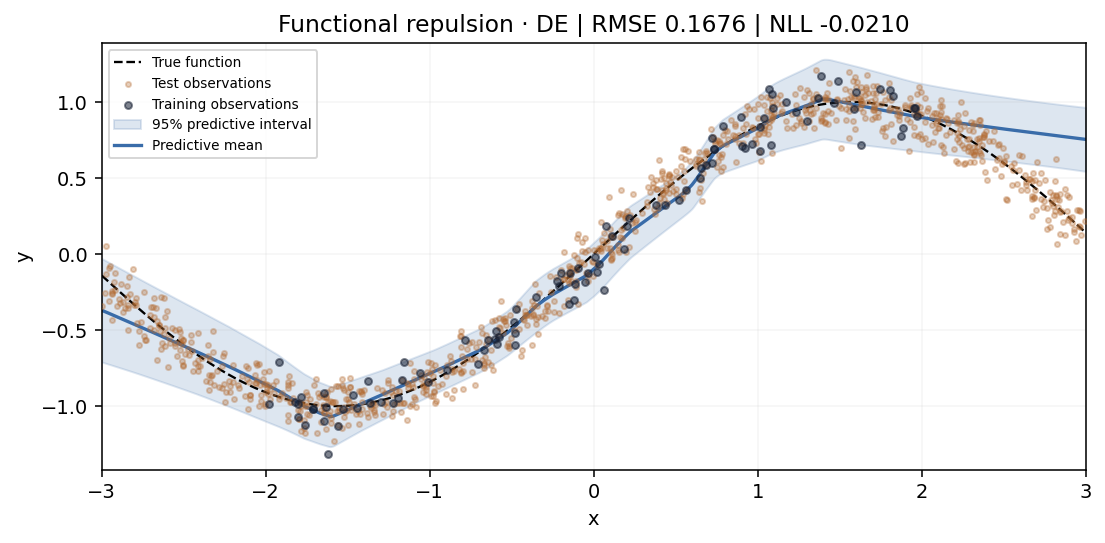 Functional repulsion · DE | RMSE 0.1676 | NLL -0.0210
True function
Test observations
Training observations
95% predictive interval
Predictive mean
y
1.0
0.5
0.0
−0.5
−1.0
−3
−2
−1
0
1
2
3
x